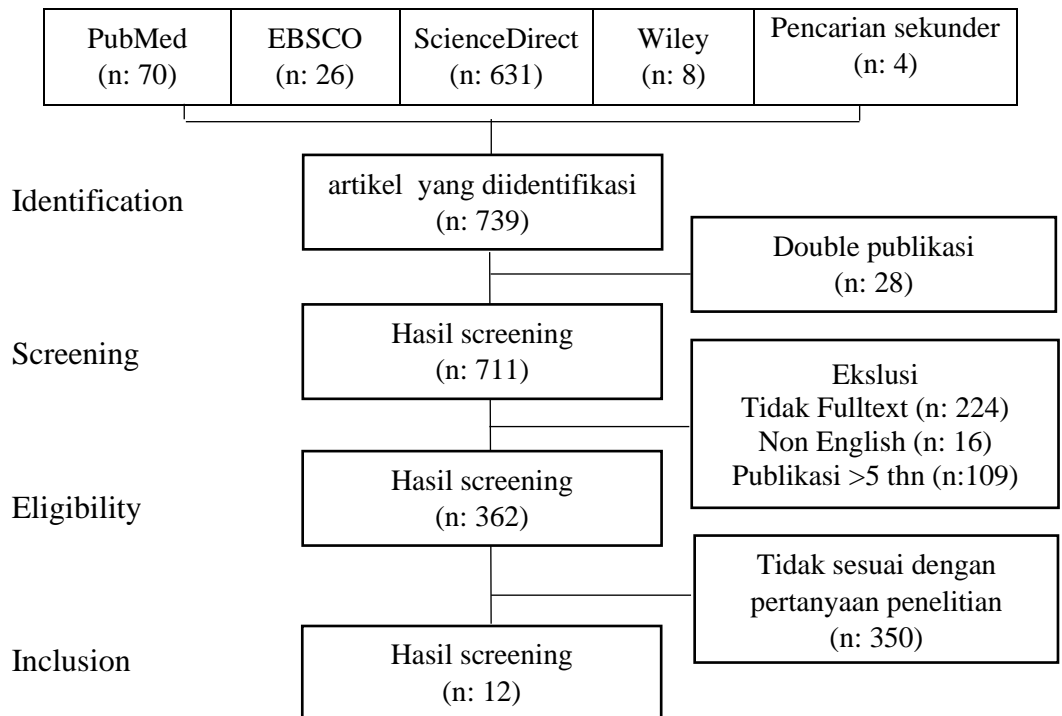 PubMed
(n: 70)
EBSCO
(n: 26)
ScienceDirect
(n: 631)
Wiley
(n: 8)
Pencarian sekunder
(n: 4)
Identification
artikel yang diidentifikasi
(n: 739)
Double publikasi
(n: 28)
Screening
Hasil screening
(n: 711)
Ekslusi
Tidak Fulltext (n: 224)
Non English (n: 16)
Publikasi >5 thn (n:109)
Eligibility
Hasil screening
(n: 362)
Tidak sesuai dengan
pertanyaan penelitian
(n: 350)
Inclusion
Hasil screening
(n: 12)